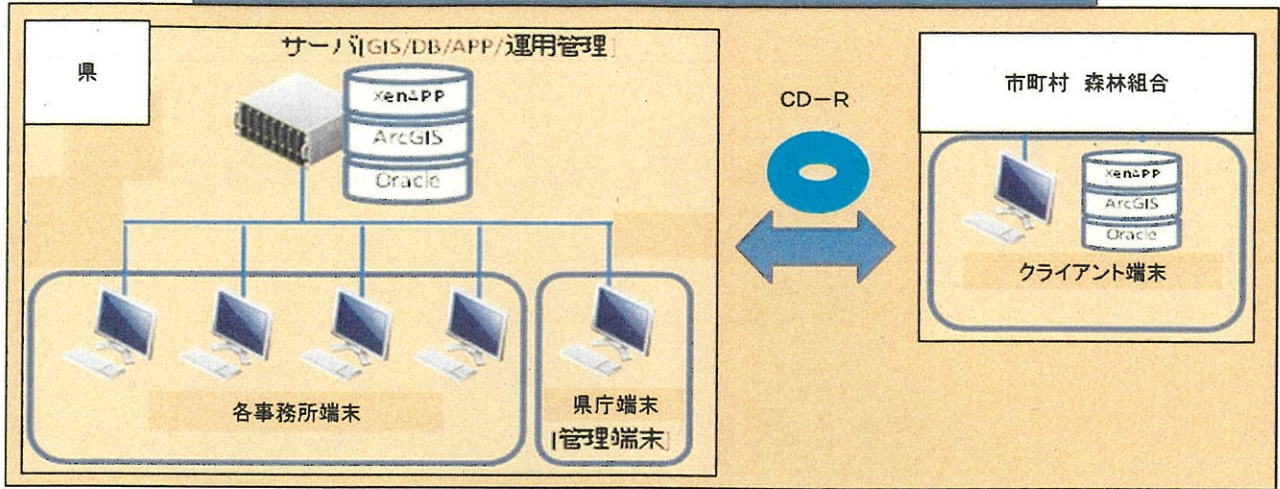 県
サーバ[GIS/DB/APP/運用管理]
XenAPP
ArcGIS
Oracle
各事務所端末
県庁端末
[管理端末]
CD－R
市町村 森林組合
XenAPP
ArcGIS
Oracle
クライアント端末